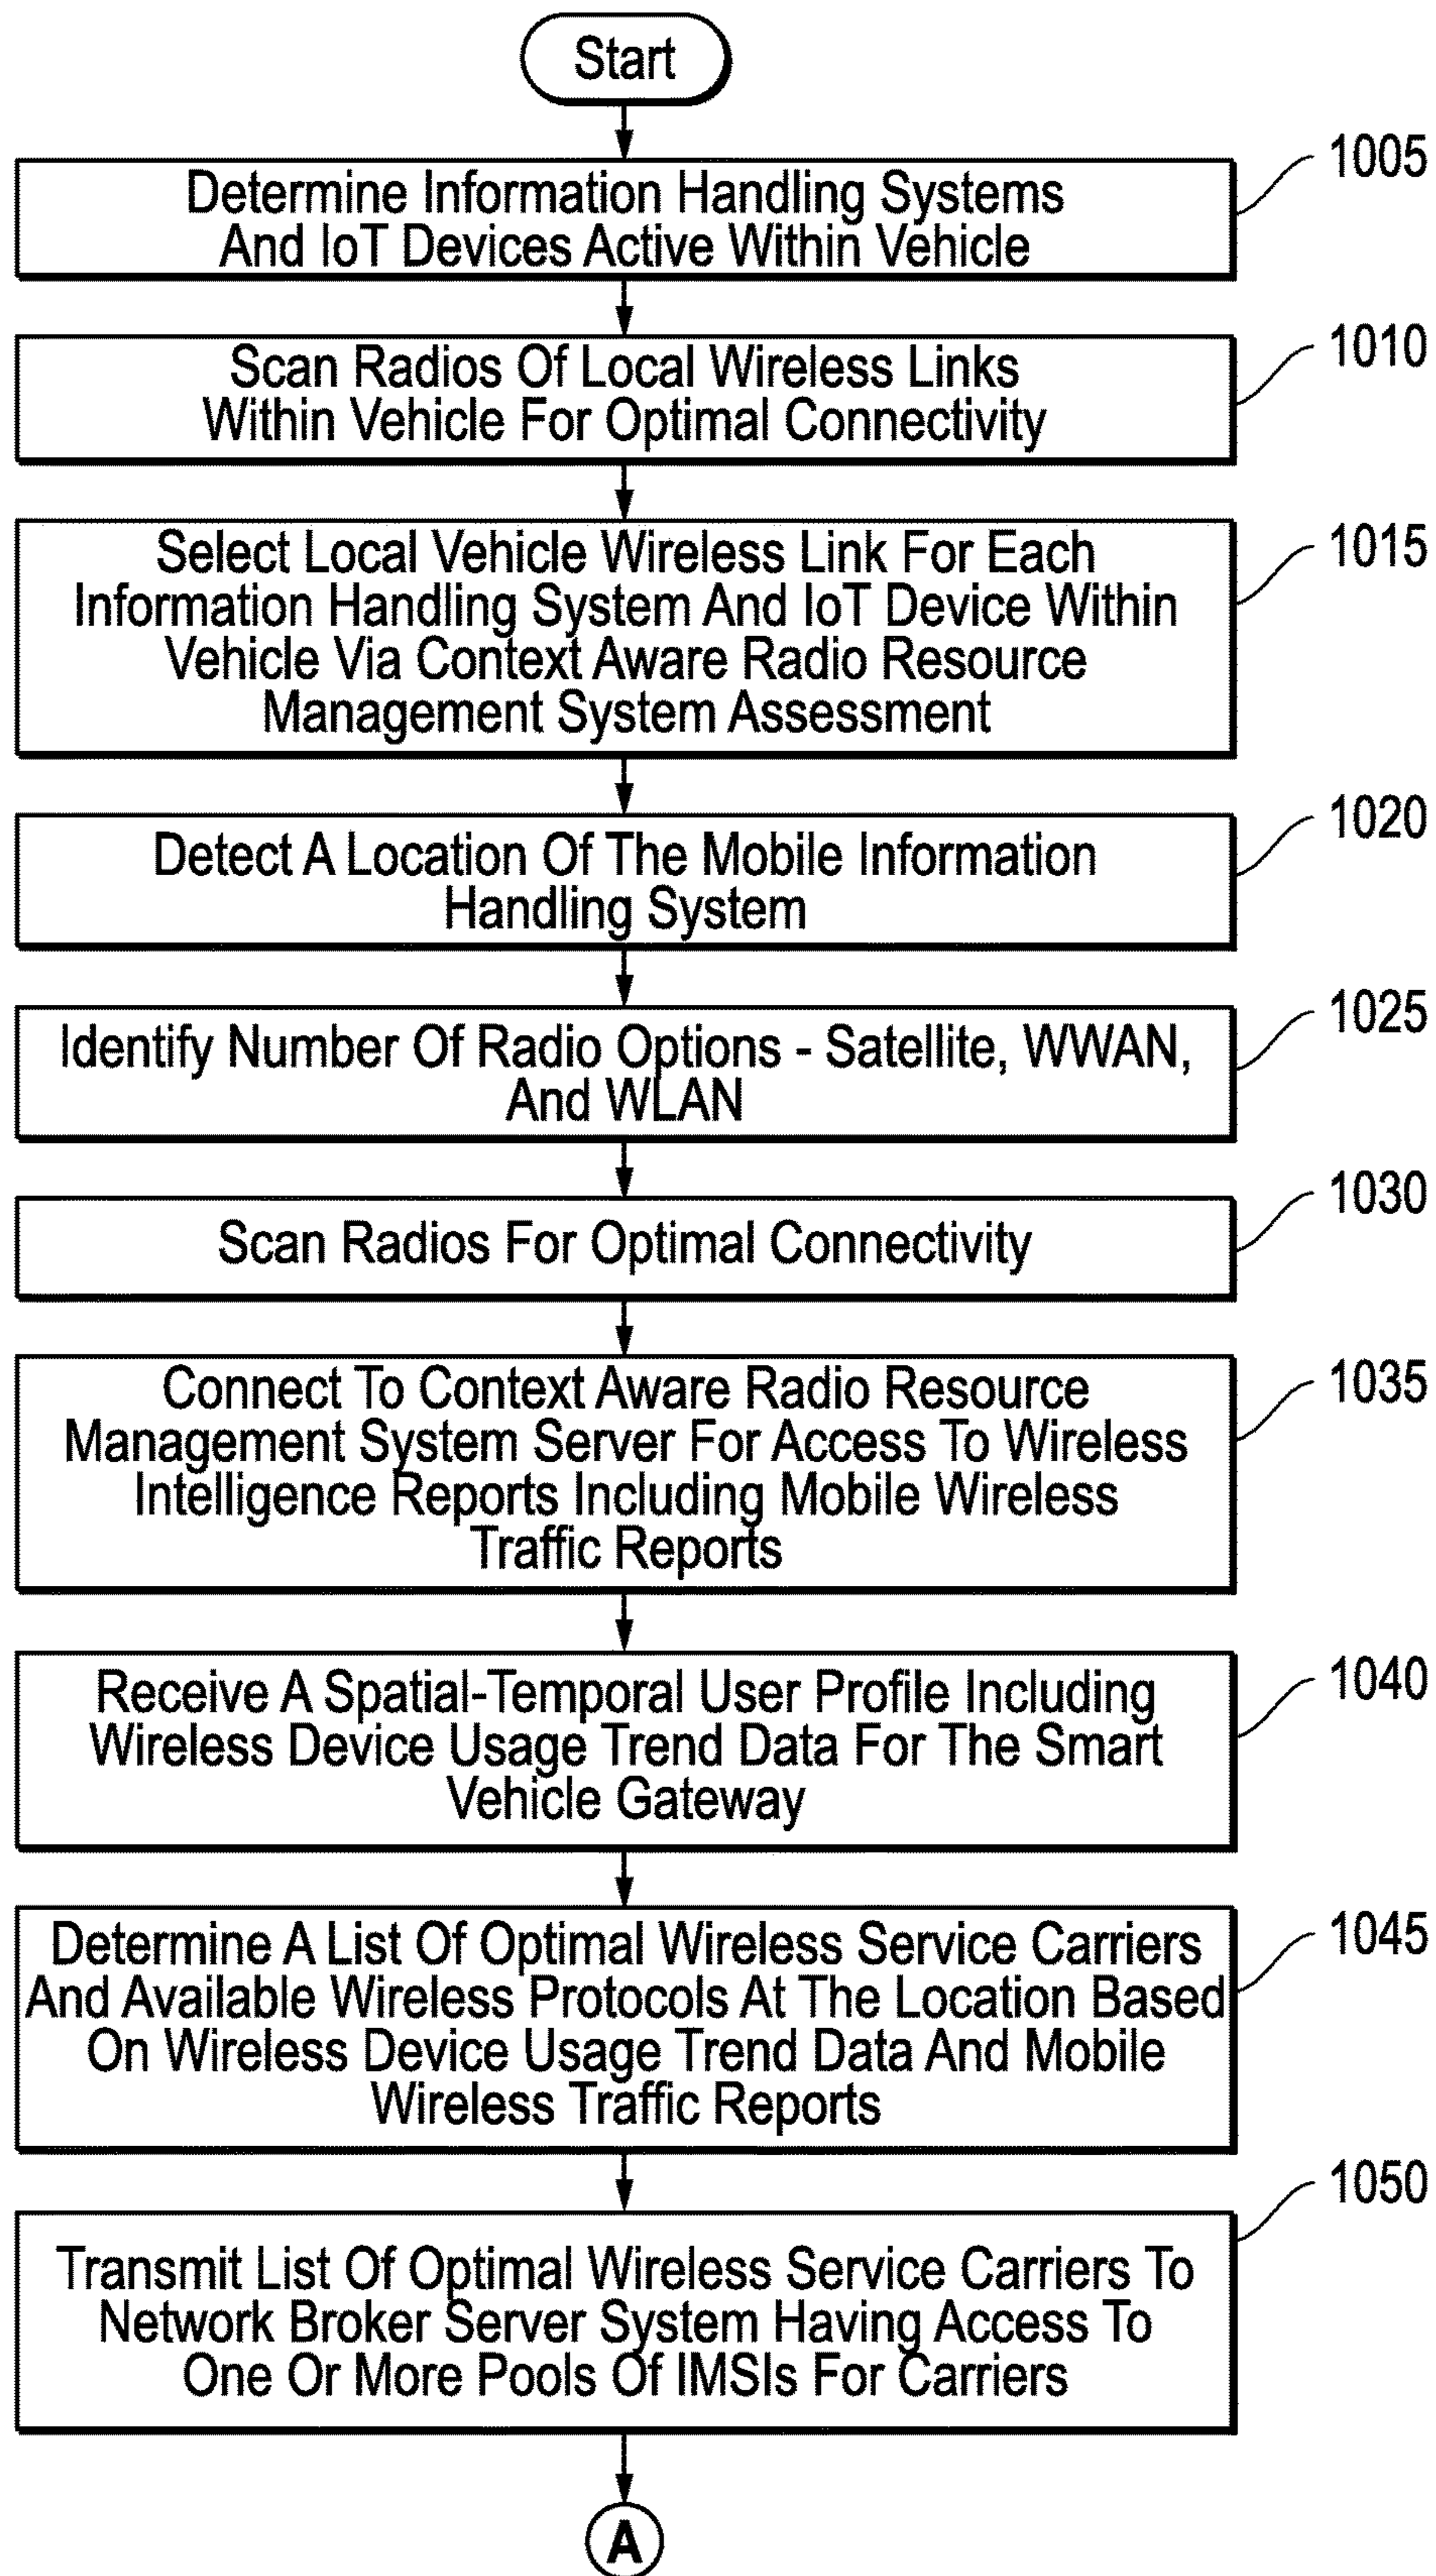 Start
Determine Information Handling Systems
And IoT Devices Active Within Vehicle
1005
Scan Radios Of Local Wireless Links
Within Vehicle For Optimal Connectivity
1010
Select Local Vehicle Wireless Link For Each
Information Handling System And IoT Device Within
Vehicle Via Context Aware Radio Resource
Management System Assessment
1015
Detect A Location Of The Mobile Information
Handling System
1020
Identify Number Of Radio Options - Satellite, WWAN,
And WLAN
1025
Scan Radios For Optimal Connectivity
1030
Connect To Context Aware Radio Resource
Management System Server For Access To Wireless
Intelligence Reports Including Mobile Wireless
Traffic Reports
1035
Receive A Spatial-Temporal User Profile Including
Wireless Device Usage Trend Data For The Smart
Vehicle Gateway
1040
Determine A List Of Optimal Wireless Service Carriers
And Available Wireless Protocols At The Location Based
On Wireless Device Usage Trend Data And Mobile
Wireless Traffic Reports
1045
Transmit List Of Optimal Wireless Service Carriers To
Network Broker Server System Having Access To
One Or More Pools Of IMSIs For Carriers
1050
A